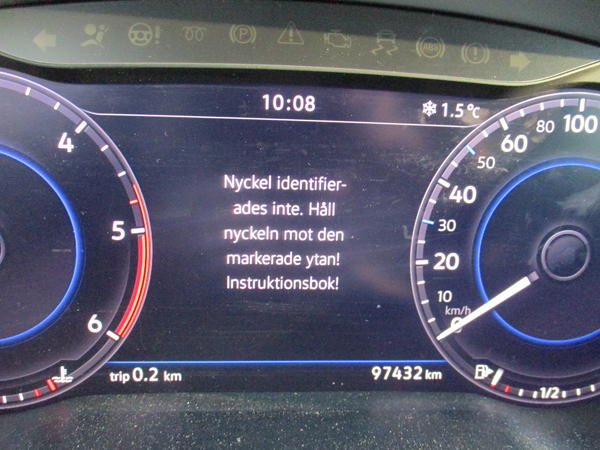 10:08
❄ 1.5 °C
Nyckel identifier-
ades inte. Håll
nyckeln mot den
markerade ytan!
Instruktionsbok!
trip 0.2 km
97432 km
4
5
6
100
80
60
50
40
30
20
10
km/h
0
1/2
ABS